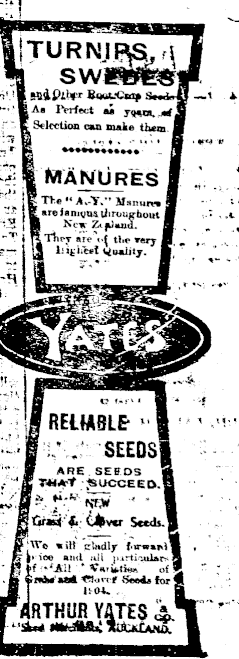 TURNIPS,
SWEDES
and Other Root Crop Seeds
As Perfect as years of
Selection can make them.
MANURES
The "A.Y." Manures
are famous throughout
New Zealand.
They are of the very
Highest Quality.
YATES
RELIABLE
SEEDS
ARE SEEDS
THAT SUCCEED.
NEW
Grass & Clover Seeds.
We will gladly forward
price and all particulars
of All Varieties of
Grass and Clover Seeds for
1904.
ARTHUR YATES & Co.
Seed Merchants, AUCKLAND.